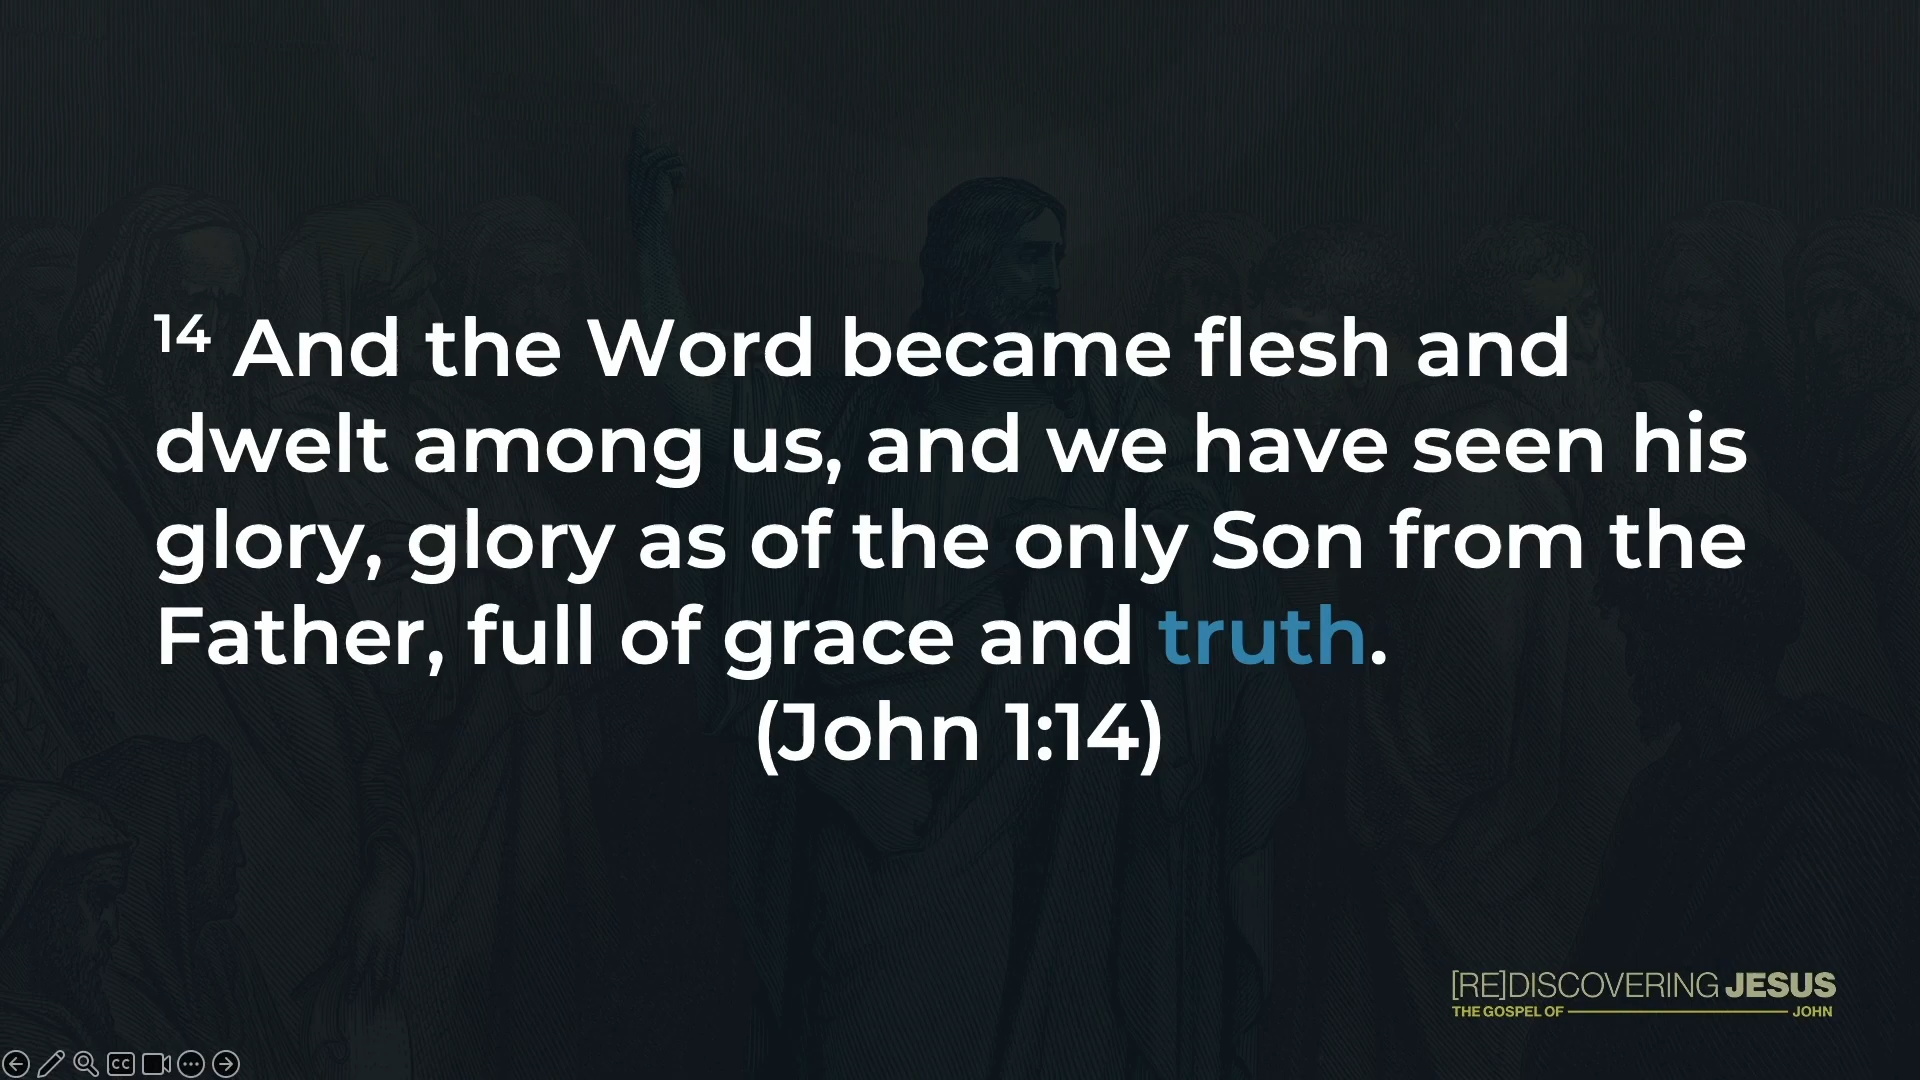 14 And the Word became flesh and
dwelt among us, and we have seen his
glory, glory as of the only Son from the
Father, full of grace and truth.
(John 1:14)
[RE]DISCOVERING JESUS
THE GOSPEL OF JOHN
CC